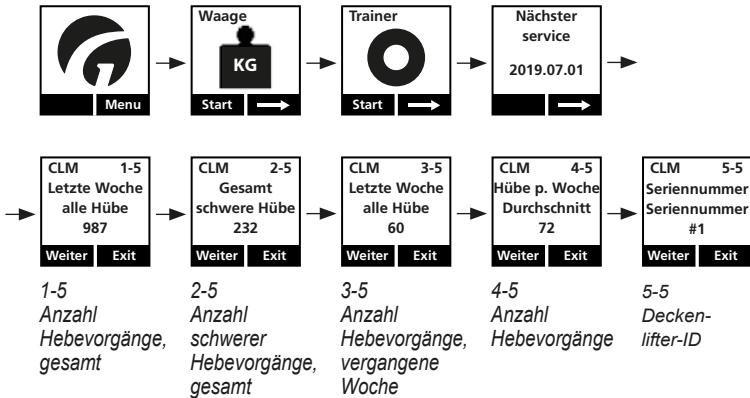 Menu
Waage
KG
Start
Trainer
Start
Nächster
service
2019.07.01
CLM 1-5
Letzte Woche
alle Hübe
987
Weiter Exit
CLM 2-5
Gesamt
schwere Hübe
232
Weiter Exit
CLM 3-5
Letzte Woche
alle Hübe
60
Weiter Exit
CLM 4-5
Hübe p. Woche
Durchschnitt
72
Weiter Exit
CLM 5-5
Seriennummer
Seriennummer
#1
Weiter Exit
1-5
Anzahl
Hebevorgänge,
gesamt
2-5
Anzahl
schwerer
Hebevorgänge,
gesamt
3-5
Anzahl
Hebevorgänge,
vergangene
Woche
4-5
Anzahl
Hebevorgänge
5-5
Decken-
lifter-ID